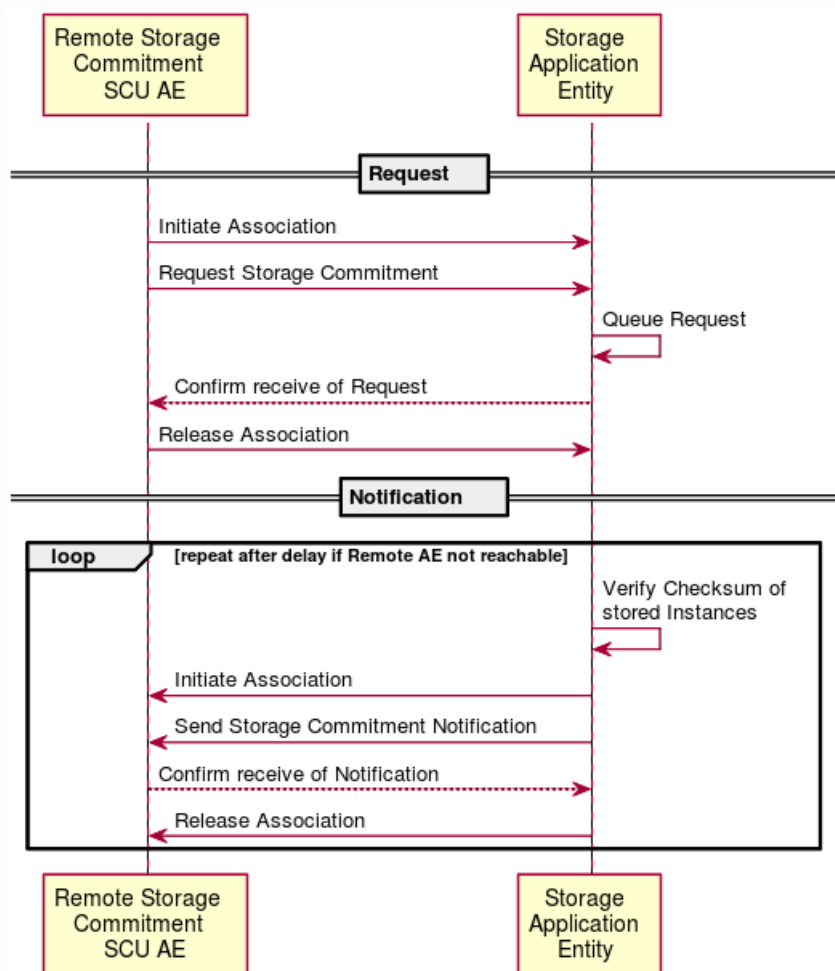 Remote Storage
Commitment
SCU AE
Storage
Application
Entity
Request
Initiate Association
Request Storage Commitment
Queue Request
Confirm receive of Request
Release Association
Notification
loop
[repeat after delay if Remote AE not reachable]
Verify Checksum of
stored Instances
Initiate Association
Send Storage Commitment Notification
Confirm receive of Notification
Release Association
Remote Storage
Commitment
SCU AE
Storage
Application
Entity